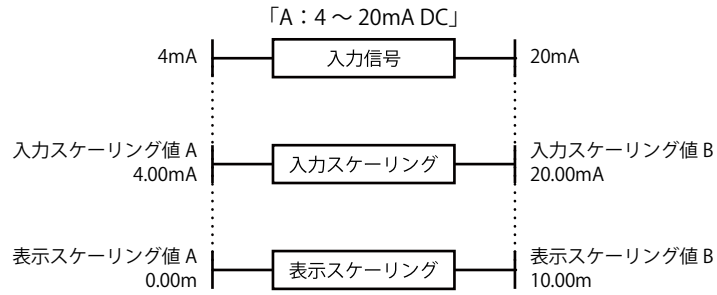 「A：4 ～ 20mA DC」
4mA
入力信号
20mA
入力スケーリング値 A
4.00mA
入力スケーリング
入力スケーリング値 B
20.00mA
表示スケーリング値 A
0.00m
表示スケーリング
表示スケーリング値 B
10.00m